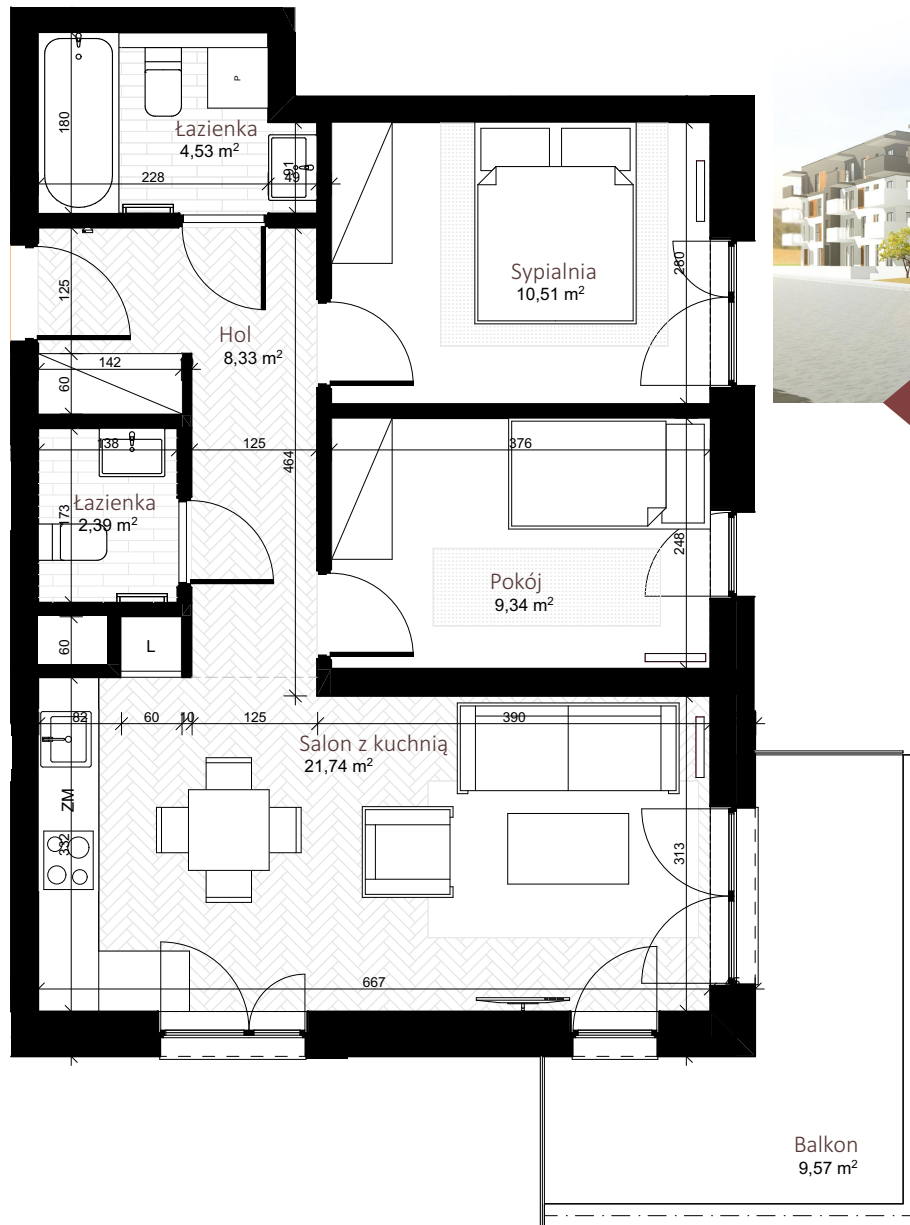 P
180
Łazienka
4,53 m²
228
91
49
Sypialnia
10,51 m²
280
125
Hol
8,33 m²
142
60
138
125
376
464
Łazienka
2,39 m²
173
248
Pokój
9,34 m²
60
L
82
60
10
125
390
Salon z kuchnią
21,74 m²
ZM
332
313
667
Balkon
9,57 m²